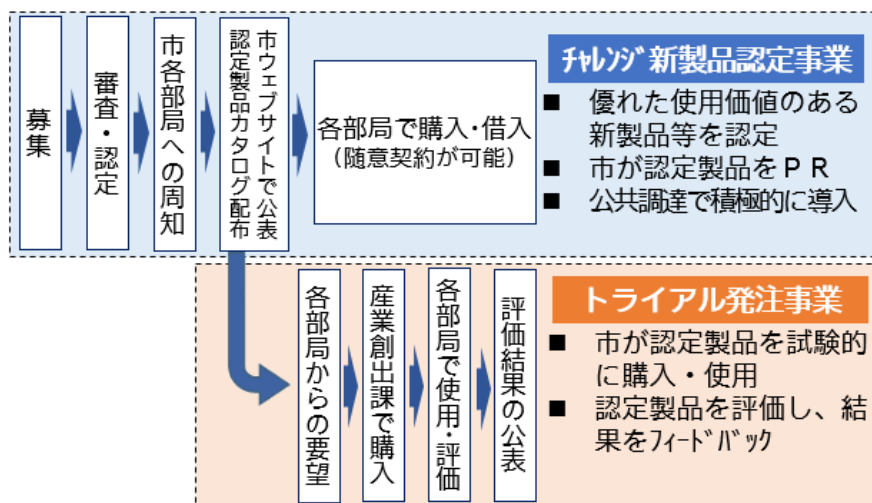 募集
審査・認定
市各部局への周知
市ウェブサイトで公表
認定製品カタログ配布
各部局で購入・借入
（随意契約が可能）
ﾁｬﾚﾝｼﾞ新製品認定事業
■ 優れた使用価値のある
新製品等を認定
■ 市が認定製品をＰＲ
■ 公共調達で積極的に導入
各部局からの要望
産業創出課で購入
各部局で使用・評価
評価結果の公表
トライアル発注事業
■ 市が認定製品を試験的
に購入・使用
■ 認定製品を評価し、結
果をﾌｨｰﾄﾞﾊﾞｯｸ